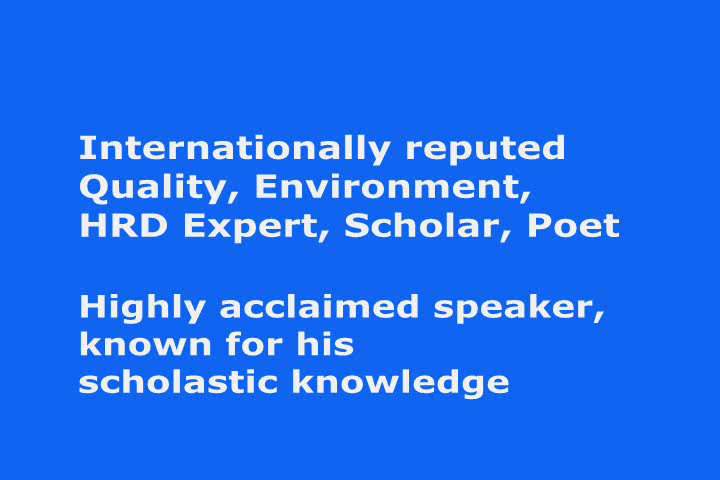 Internationally reputed
Quality, Environment,
HRD Expert, Scholar, Poet
Highly acclaimed speaker,
known for his
scholastic knowledge